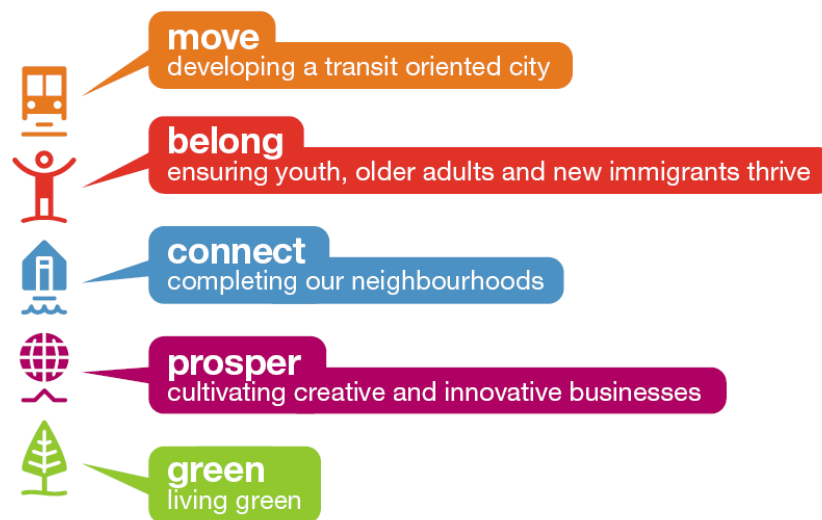 move
developing a transit oriented city
belong
ensuring youth, older adults and new immigrants thrive
connect
completing our neighbourhoods
prosper
cultivating creative and innovative businesses
green
living green